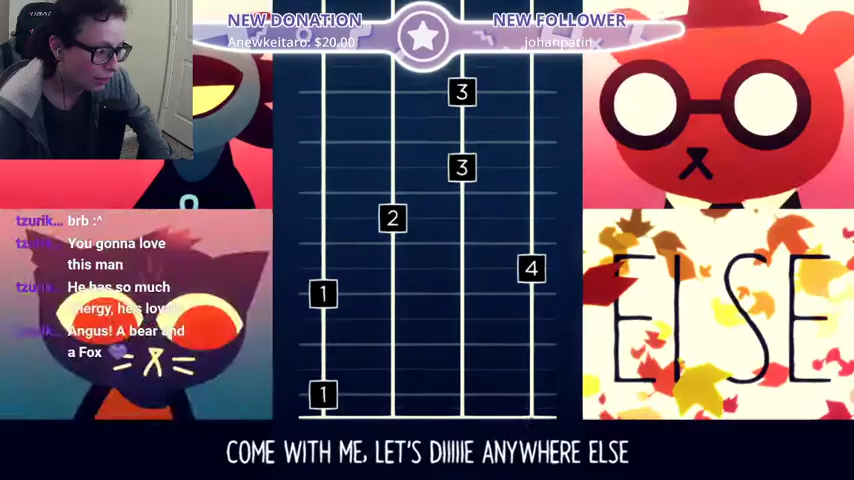 NEW DONATION
Anewkeitaro: $20.00
NEW FOLLOWER
johanpatin
3
3
2
4
1
1
tzurik... brb :^
You gonna love
this man
He has so much
Angus! A bear and
a Fox
ELSE
COME WITH ME, LET'S DIIIIIE ANYWHERE ELSE